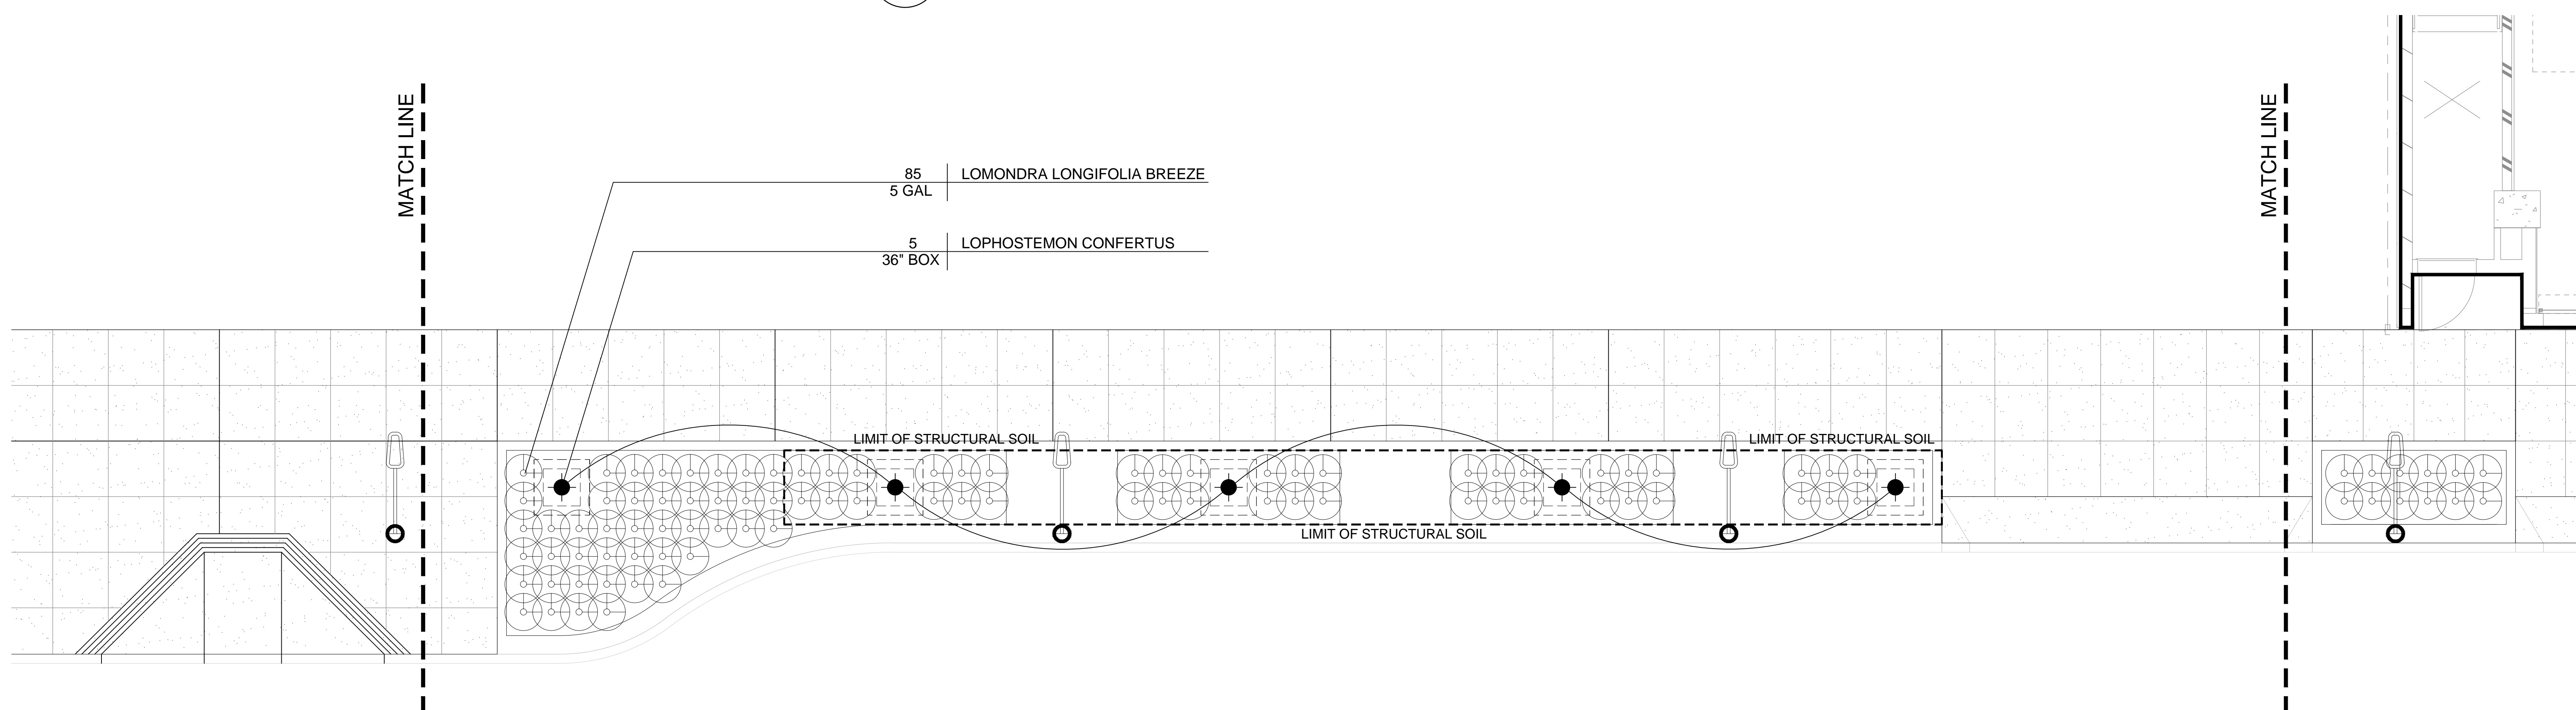 MATCH LINE
MATCH LINE
85 LOMONDRA LONGIFOLIA BREEZE
5 GAL
5 LOPHOSTEMON CONFERTUS
36" BOX
LIMIT OF STRUCTURAL SOIL
LIMIT OF STRUCTURAL SOIL
LIMIT OF STRUCTURAL SOIL